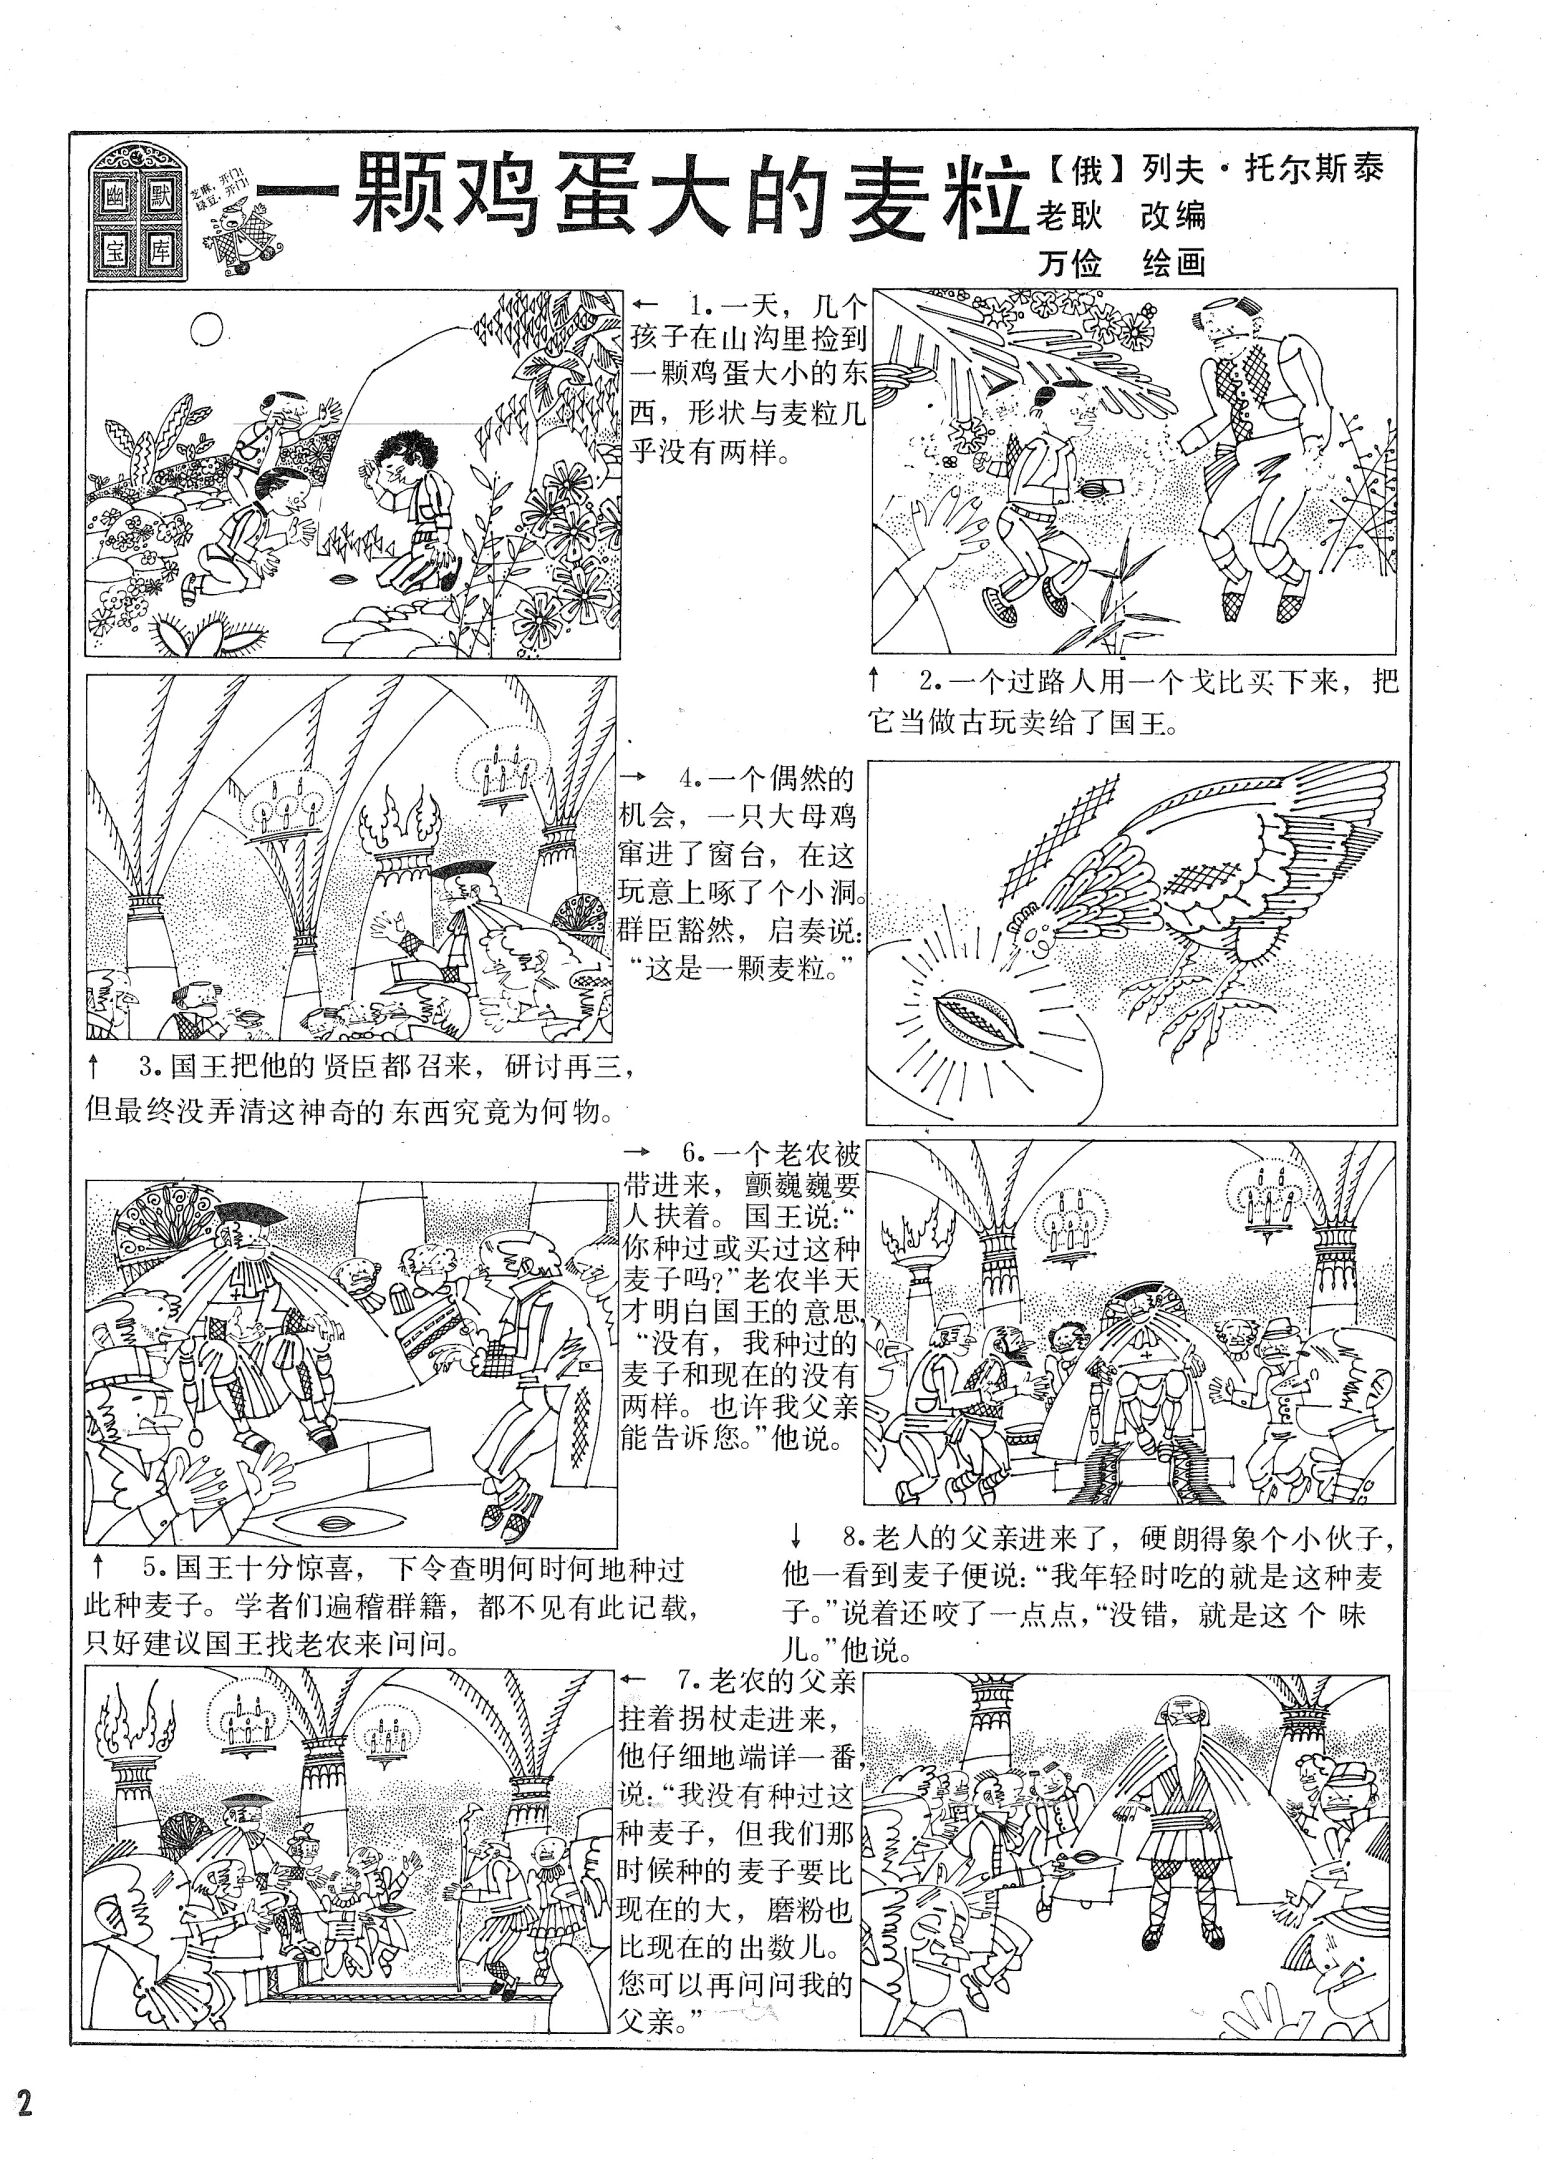 幽默
宝库
芝麻，开门！
绿豆，开门！
一颗鸡蛋大的麦粒
【俄】列夫·托尔斯泰
老耿 改编
万俭 绘画
← 1.一天，几个
孩子在山沟里捡到
一颗鸡蛋大小的东
西，形状与麦粒几
乎没有两样。
↑ 2.一个过路人用一个戈比买下来，把
它当做古玩卖给了国王。
↑ 3.国王把他的贤臣都召来，研讨再三，
但最终没弄清这神奇的东西究竟为何物。
→ 4.一个偶然的
机会，一只大母鸡
窜进了窗台，在这
玩意上啄了个小洞。
群臣豁然，启奏说：
“这是一颗麦粒。”
↑ 5.国王十分惊喜，下令查明何时何地种过
此种麦子。学者们遍稽群籍，都不见有此记载，
只好建议国王找老农来问问。
→ 6.一个老农被
带进来，颤巍巍要
人扶着。国王说：“
你种过或买过这种
麦子吗？”老农半天
才明白国王的意思，
“没有，我种过的
麦子和现在的没有
两样。也许我父亲
能告诉您。”他说。
← 7.老农的父亲
拄着拐杖走进来，
他仔细地端详一番，
说：“我没有种过这
种麦子，但我们那
时候种的麦子要比
现在的大，磨粉也
比现在的出数儿。
您可以再问问我的
父亲。”
↓ 8.老人的父亲进来了，硬朗得象个小伙子，
他一看到麦子便说：“我年轻时吃的就是这种麦
子。”说着还咬了一点点，“没错，就是这个味
儿。”他说。
2